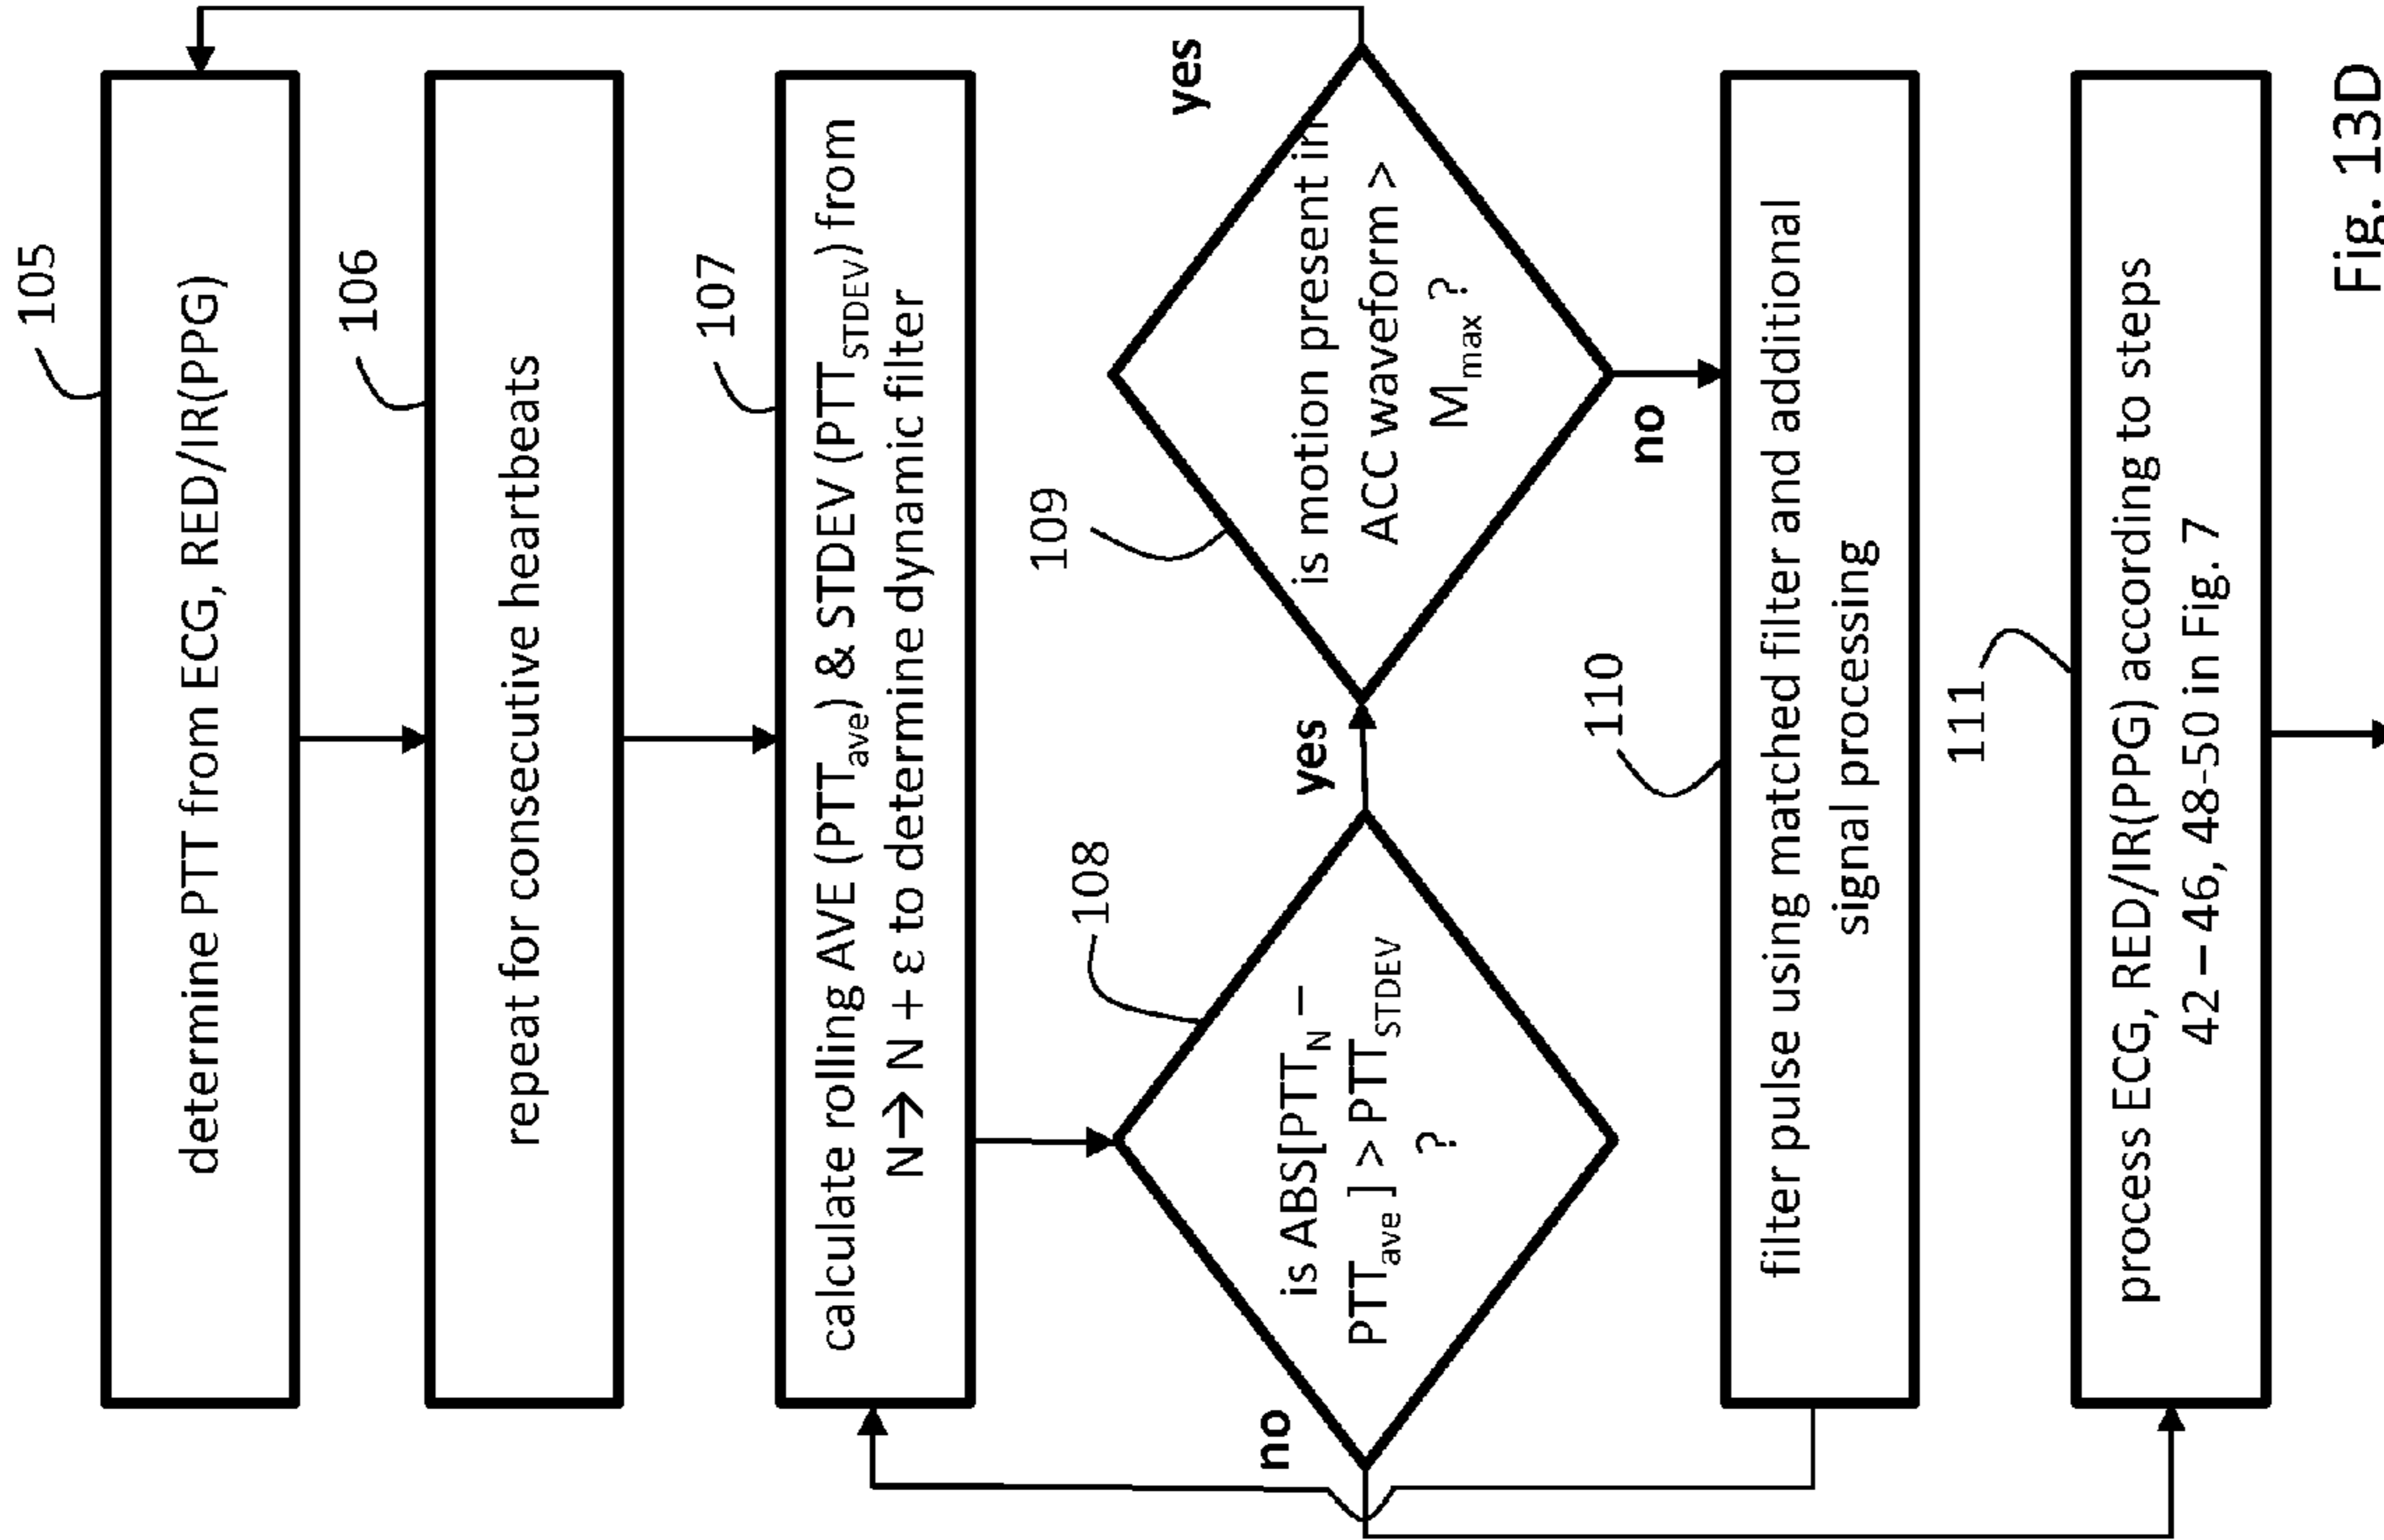 105
determine PTT from ECG, RED/IR(PPG)
106
repeat for consecutive heartbeats
107
calculate rolling AVE (PTTave) & STDEV (PTTSTDEV) from
N→ N + ε to determine dynamic filter
108
is ABS[PTTN –
PTTave ] > PTTSTDEV
?
no
yes
109
is motion present in
ACC waveform >
Mmax ?
yes
no
110
filter pulse using matched filter and additional
signal processing
111
process ECG, RED/IR(PPG) according to steps
42 – 46, 48-50 in Fig. 7
Fig. 13D